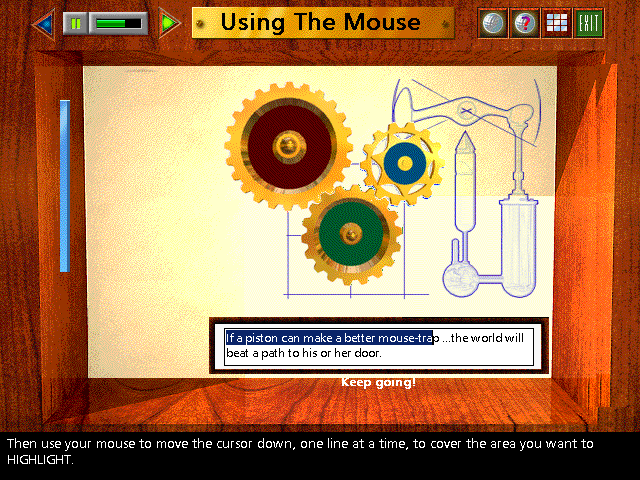 Using The Mouse
EXIT
If a piston can make a better mouse-trap ...the world will
beat a path to his or her door.
Keep going!
Then use your mouse to move the cursor down, one line at a time, to cover the area you want to
HIGHLIGHT.